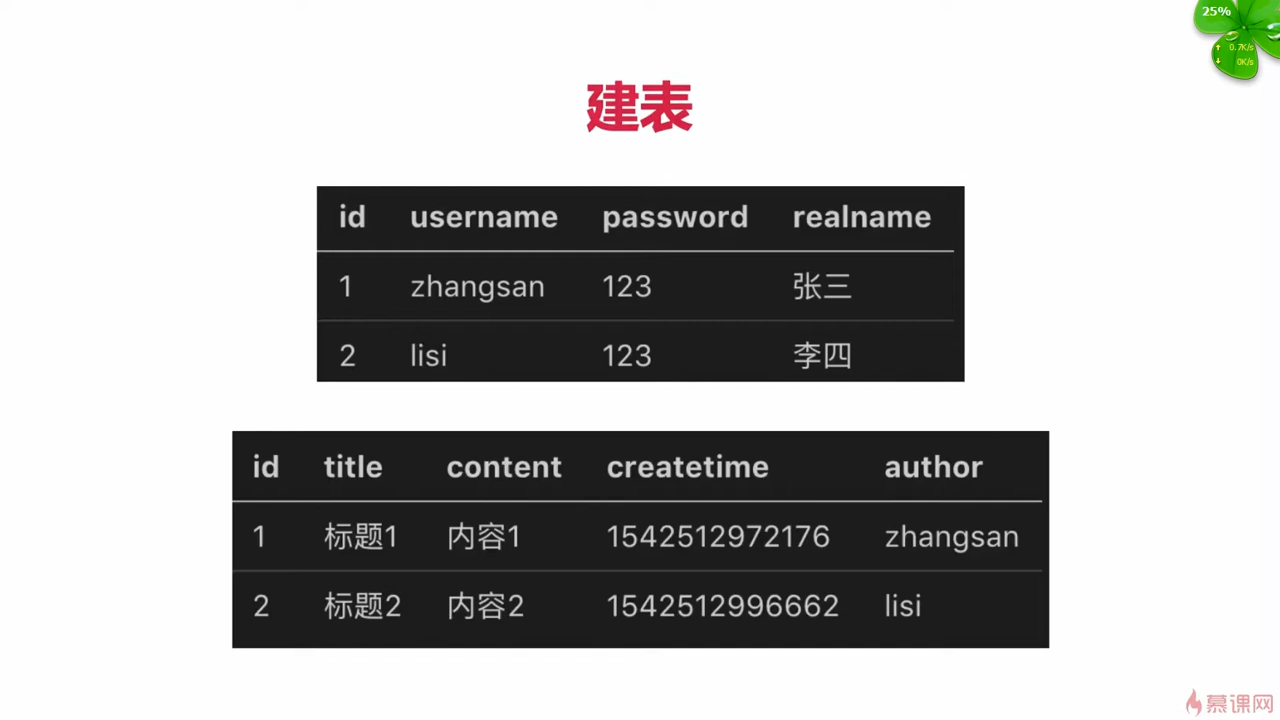 25%
↑ 0.7K/s
↓ 0K/s
建表
id username password realname
1 zhangsan 123 张三
2 lisi 123 李四
id title content createtime author
1 标题1 内容1 1542512972176 zhangsan
2 标题2 内容2 1542512996662 lisi
慕课网